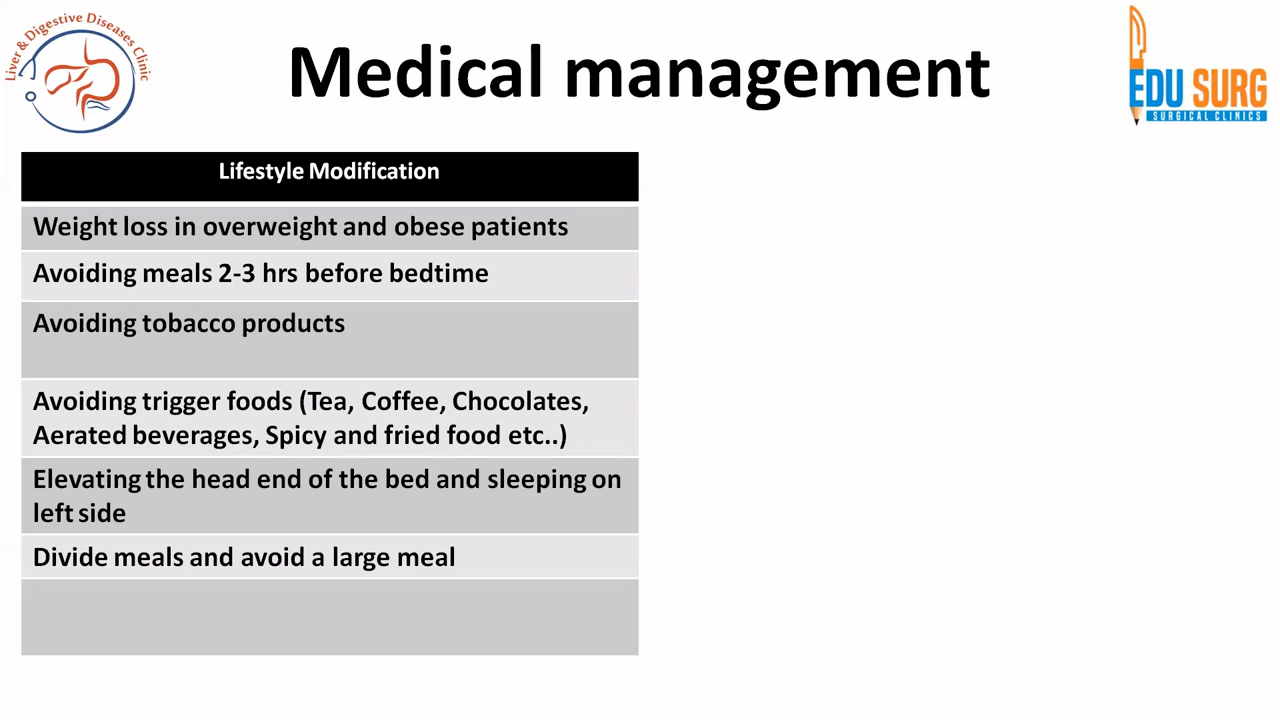 Liver & Digestive Diseases Clinic
Medical management
EDU SURG
SURGICAL CLINICS
Lifestyle Modification
Weight loss in overweight and obese patients
Avoiding meals 2-3 hrs before bedtime
Avoiding tobacco products
Avoiding trigger foods (Tea, Coffee, Chocolates,
Aerated beverages, Spicy and fried food etc..)
Elevating the head end of the bed and sleeping on
left side
Divide meals and avoid a large meal